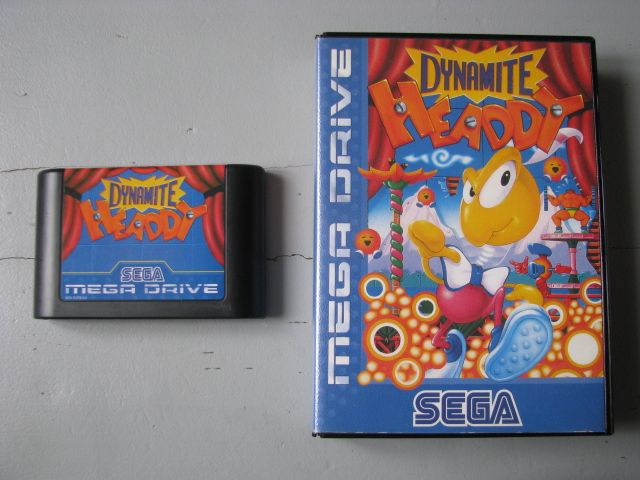 DYNAMITE
HEADDY
SEGA
MEGA DRIVE
MEGA DRIVE
DYNAMITE
HEADDY
SEGA